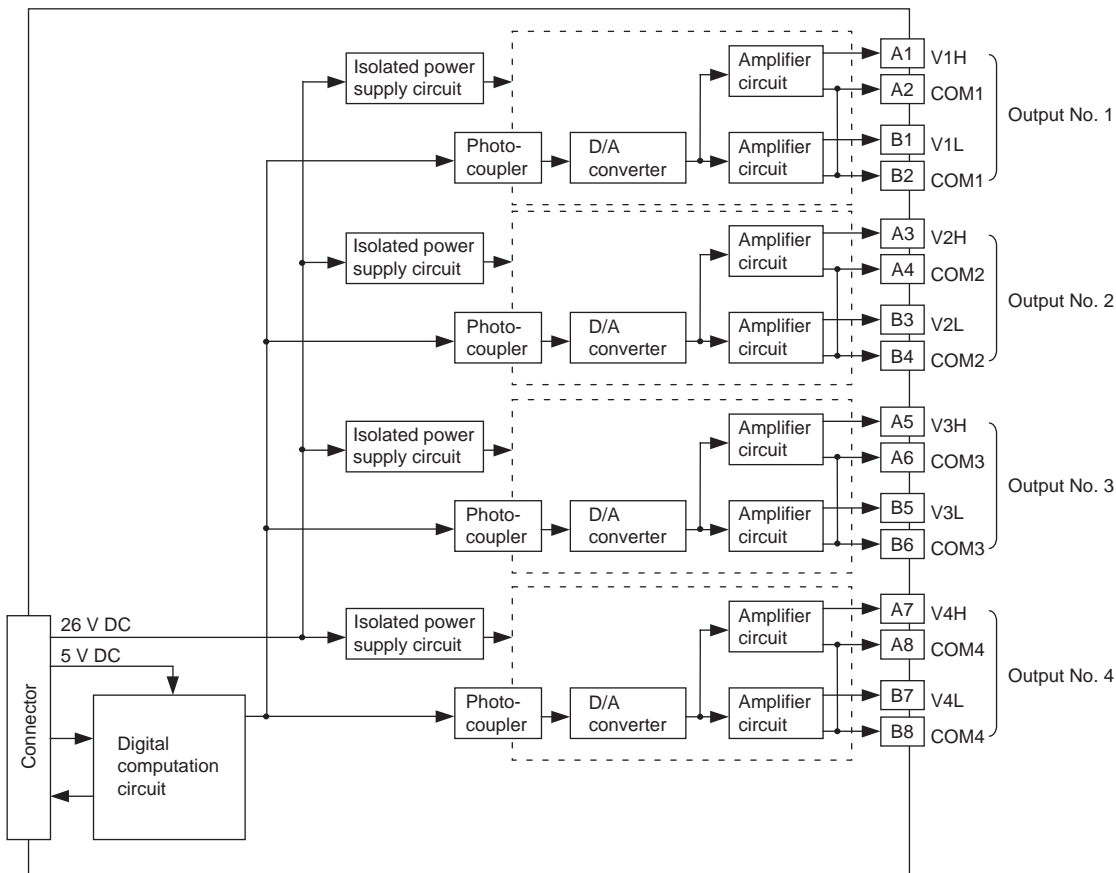 Isolated power
supply circuit
Amplifier
circuit
A1 V1H
A2 COM1
Output No. 1
Photo-
coupler
D/A
converter
Amplifier
circuit
B1 V1L
B2 COM1
Isolated power
supply circuit
Amplifier
circuit
A3 V2H
A4 COM2
Output No. 2
Photo-
coupler
D/A
converter
Amplifier
circuit
B3 V2L
B4 COM2
Isolated power
supply circuit
Amplifier
circuit
A5 V3H
A6 COM3
Output No. 3
Photo-
coupler
D/A
converter
Amplifier
circuit
B5 V3L
B6 COM3
26 V DC
Isolated power
supply circuit
Amplifier
circuit
A7 V4H
A8 COM4
Output No. 4
5 V DC
Photo-
coupler
D/A
converter
Amplifier
circuit
B7 V4L
B8 COM4
Connector
Digital
computation
circuit